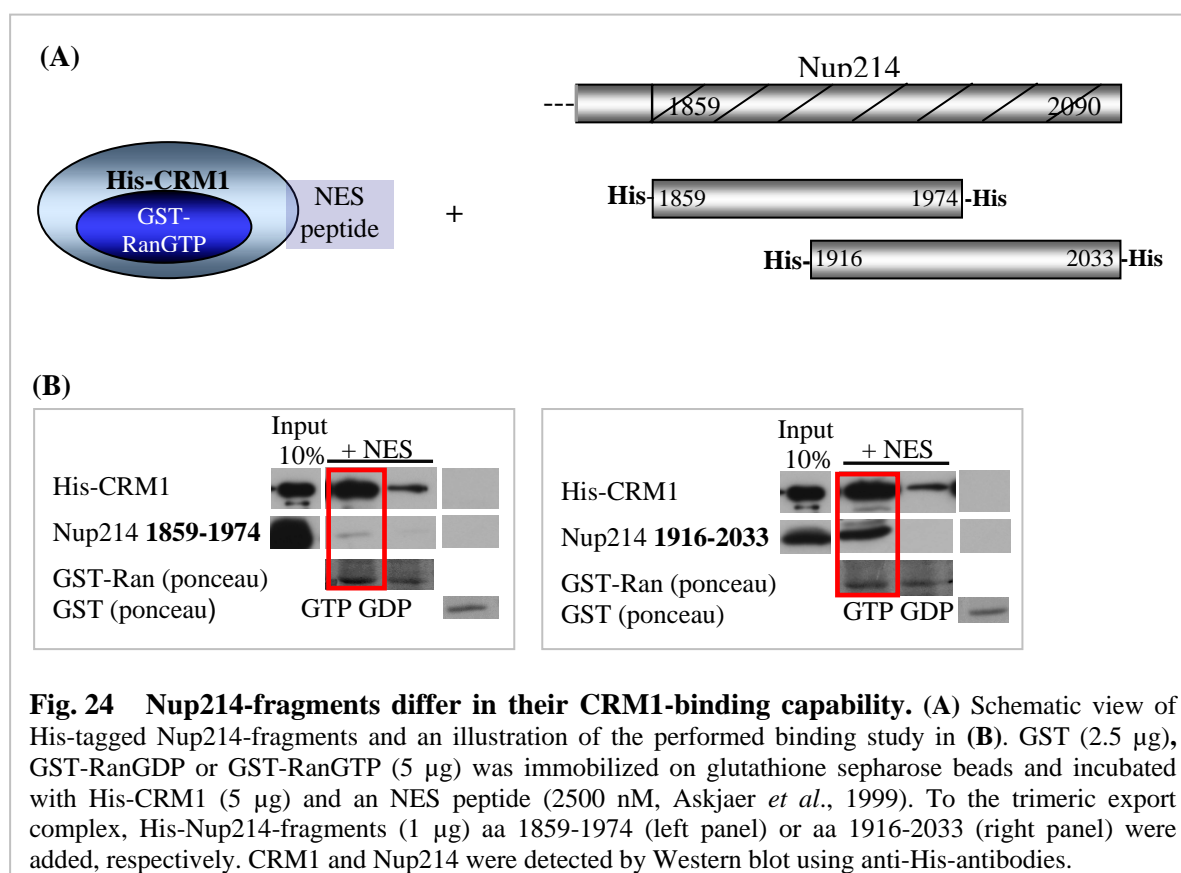 (A)
Nup214
---
1859 2090
His-CRM1
GST-
RanGTP
NES
peptide
+
His- 1859 1974 -His
His- 1916 2033 -His
(B)
Input
10% + NES
His-CRM1
Nup214 1859-1974
GST-Ran (ponceau)
GST (ponceau)
GTP GDP
Input
10% + NES
His-CRM1
Nup214 1916-2033
GST-Ran (ponceau)
GST (ponceau)
GTP GDP
Fig. 24 Nup214-fragments differ in their CRM1-binding capability. (A) Schematic view of
His-tagged Nup214-fragments and an illustration of the performed binding study in (B). GST (2.5 µg),
GST-RanGDP or GST-RanGTP (5 µg) was immobilized on glutathione sepharose beads and incubated
with His-CRM1 (5 µg) and an NES peptide (2500 nM, Askjaer et al., 1999). To the trimeric export
complex, His-Nup214-fragments (1 µg) aa 1859-1974 (left panel) or aa 1916-2033 (right panel) were
added, respectively. CRM1 and Nup214 were detected by Western blot using anti-His-antibodies.